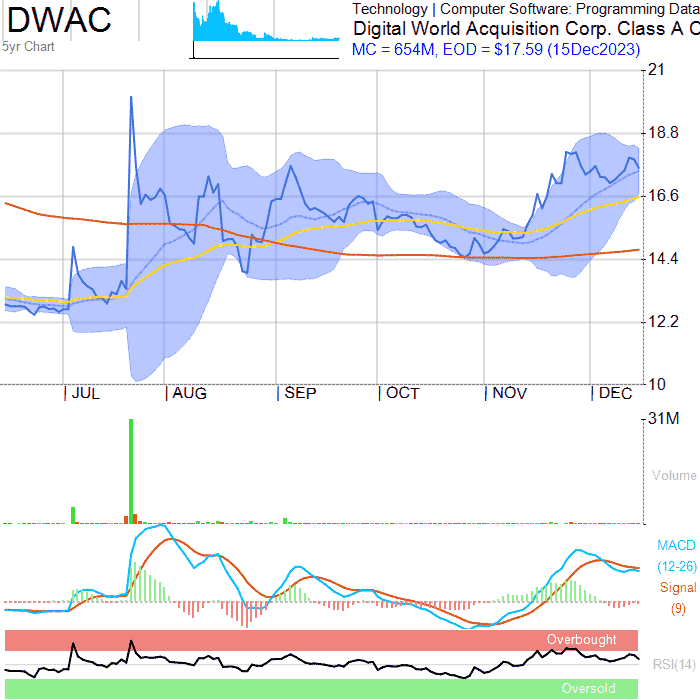 DWAC
5yr Chart
Technology | Computer Software: Programming Data
Digital World Acquisition Corp. Class A C
MC = 654M, EOD = $17.59 (15Dec2023)
21
18.8
16.6
14.4
12.2
10
JUL AUG SEP OCT NOV DEC
31M
Volume
MACD
(12-26)
Signal
(9)
Overbought
RSI(14)
Oversold